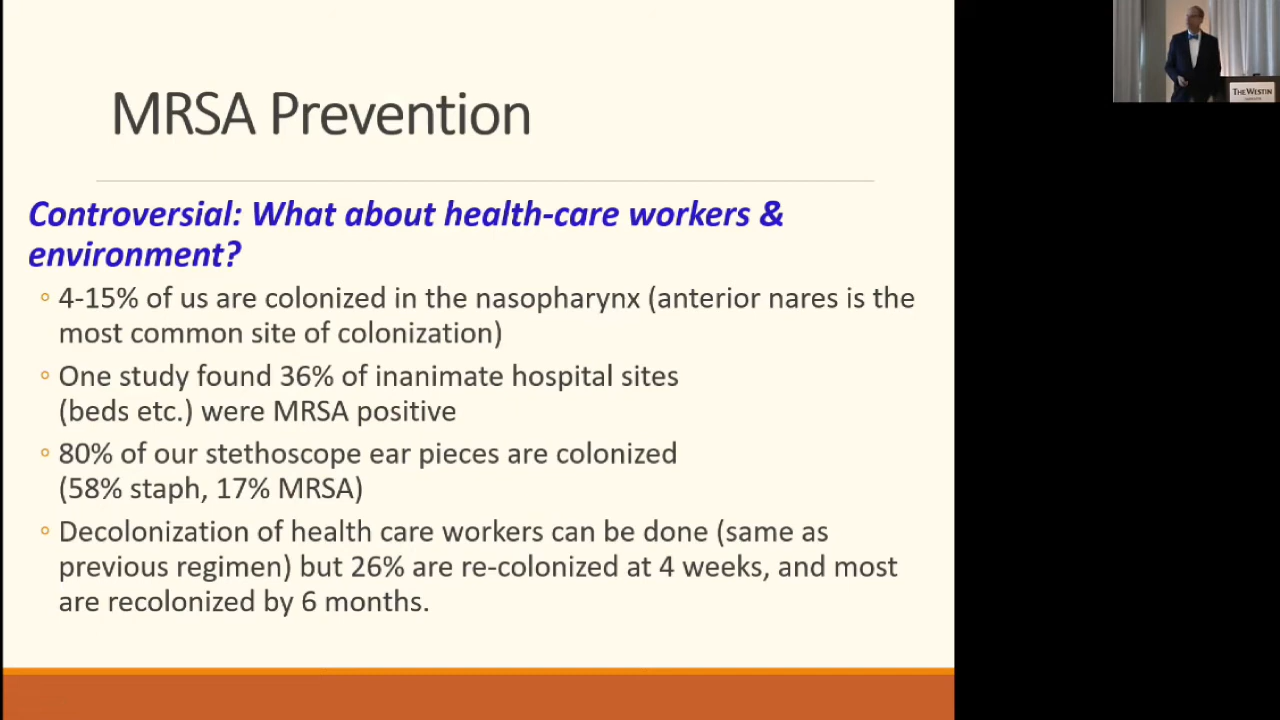 MRSA Prevention
Controversial: What about health-care workers &
environment?
4-15% of us are colonized in the nasopharynx (anterior nares is the
most common site of colonization)
One study found 36% of inanimate hospital sites
(beds etc.) were MRSA positive
80% of our stethoscope ear pieces are colonized
(58% staph, 17% MRSA)
Decolonization of health care workers can be done (same as
previous regimen) but 26% are re-colonized at 4 weeks, and most
are recolonized by 6 months.
THE WESTIN